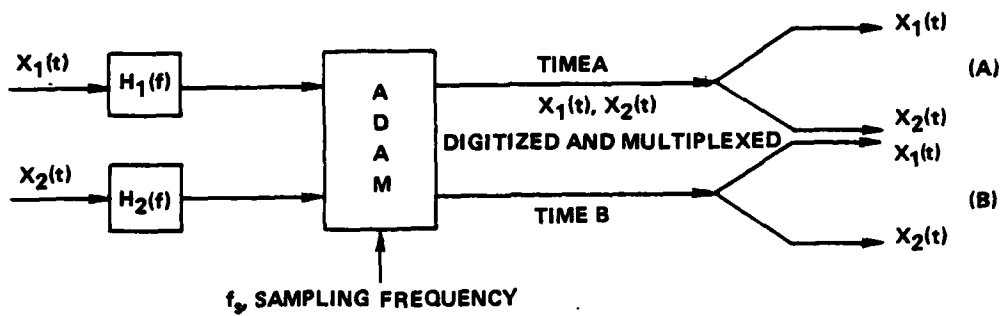 X1(t)
H1(f)
X2(t)
H2(f)
A
D
A
M
fs, SAMPLING FREQUENCY
TIMEA
X1(t), X2(t)
DIGITIZED AND MULTIPLEXED
TIME B
X1(t)
(A)
X2(t)
X1(t)
(B)
X2(t)